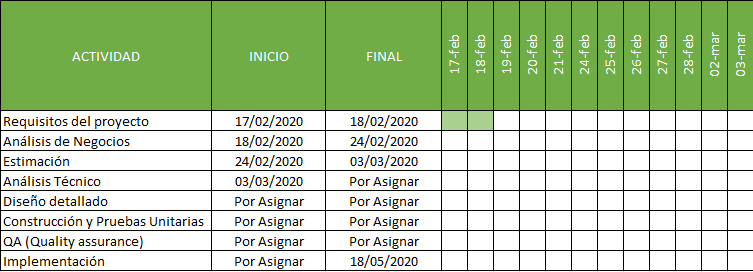 ACTIVIDAD INICIO FINAL 17-feb 18-feb 19-feb 20-feb 21-feb 24-feb 25-feb 26-feb 27-feb 28-feb 02-mar 03-mar
Requisitos del proyecto 17/02/2020 18/02/2020
Análisis de Negocios 18/02/2020 24/02/2020
Estimación 24/02/2020 03/03/2020
Análisis Técnico 03/03/2020 Por Asignar
Diseño detallado Por Asignar Por Asignar
Construcción y Pruebas Unitarias Por Asignar Por Asignar
QA (Quality assurance) Por Asignar Por Asignar
Implementación Por Asignar 18/05/2020